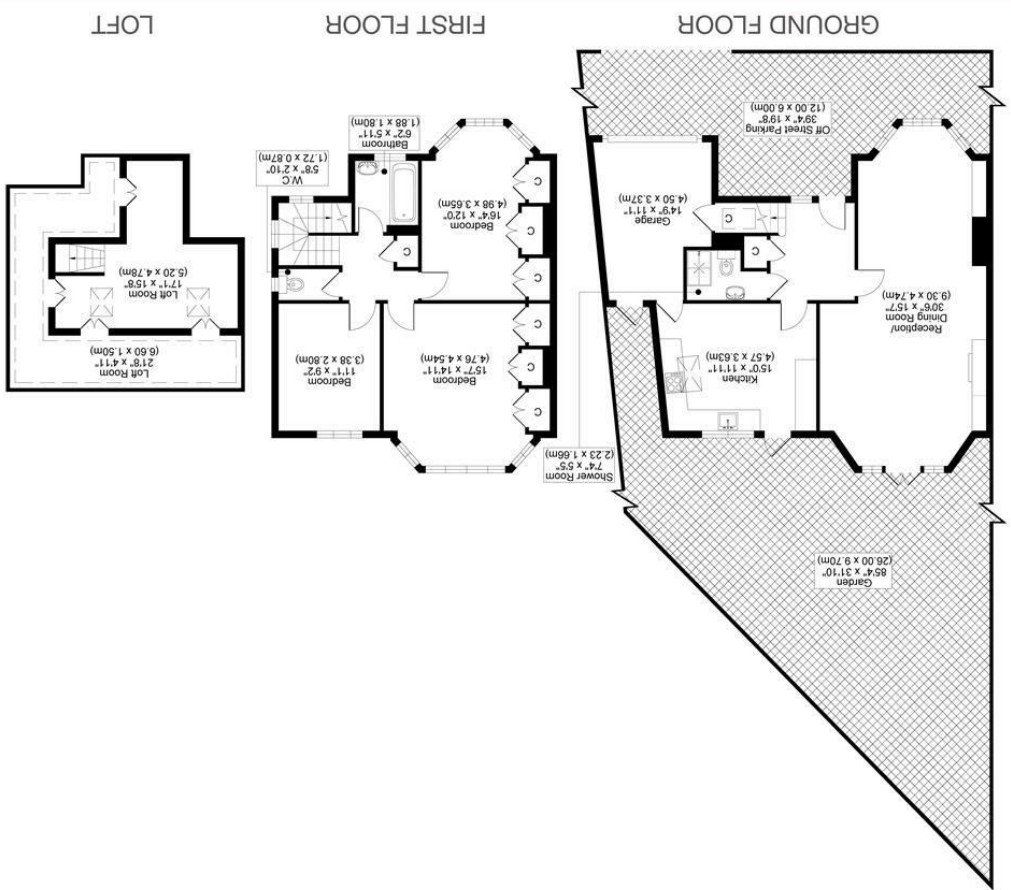 Garden
85'4" x 31'10"
(26.00 x 9.70m)
Reception/
Dining Room
30'6" x 15'7"
(9.30 x 4.74m)
Kitchen
15'0" x 11'11"
(4.57 x 3.63m)
Shower Room
7'4" x 5'5"
(2.23 x 1.66m)
C
C
Garage
14'9" x 11'1"
(4.50 x 3.37m)
Off Street Parking
39'4" x 19'8"
(12.00 x 6.00m)
GROUND FLOOR
C
C
C
Bedroom
15'7" x 14'11"
(4.76 x 4.54m)
Bedroom
11'1" x 9'2"
(3.38 x 2.80m)
C
C
C
C
Bedroom
16'4" x 12'0"
(4.98 x 3.65m)
W.C
5'8" x 2'10"
(1.72 x 0.87m)
Bathroom
6'2" x 5'11"
(1.88 x 1.80m)
FIRST FLOOR
Loft Room
21'8" x 4'11"
(6.60 x 1.50m)
Loft Room
17'1" x 15'8"
(5.20 x 4.78m)
LOFT